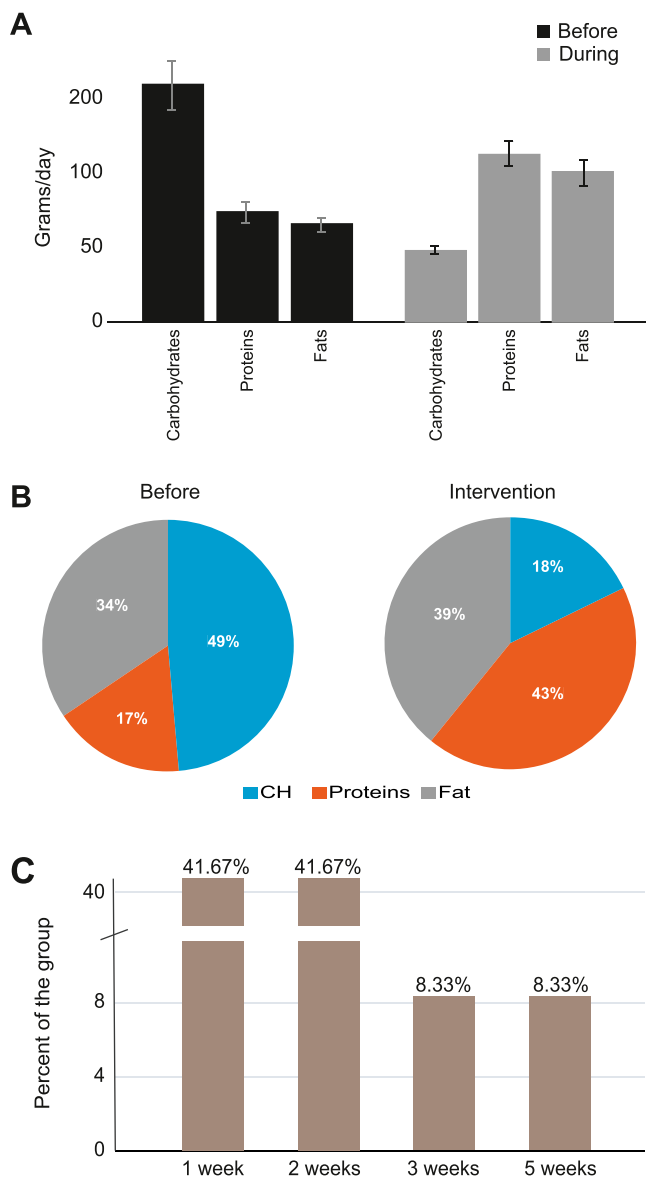 A
Before
During
Grams/day
200
100
50
0
Carbohydrates
Proteins
Fats
Carbohydrates
Proteins
Fats
B
Before
Intervention
34%
49%
17%
18%
39%
43%
CH Proteins Fat
C
Percent of the group
41.67% 41.67%
40
8.33% 8.33%
8
4
0
1 week 2 weeks 3 weeks 5 weeks